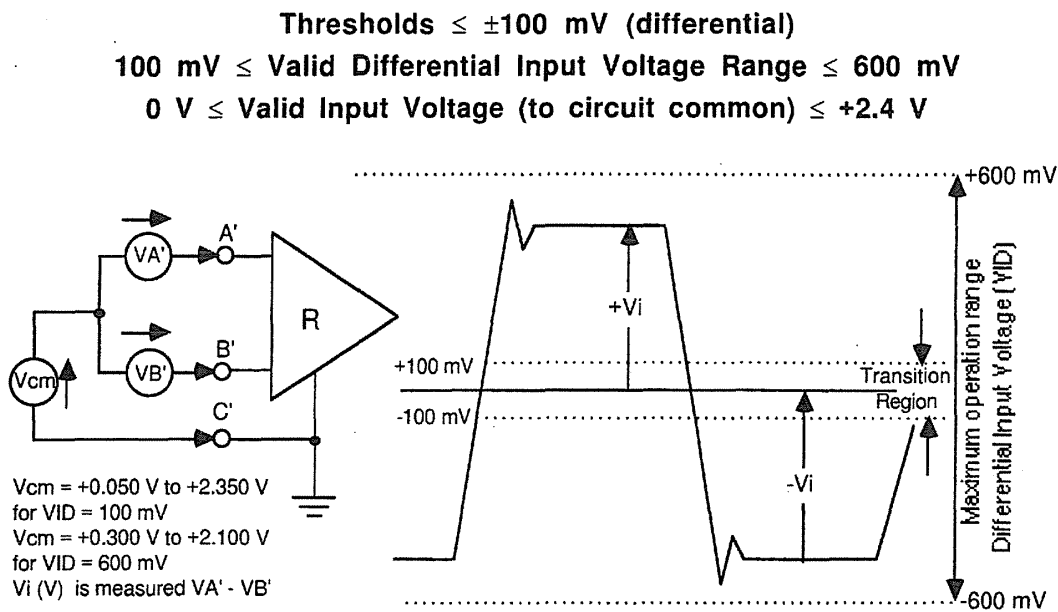 Thresholds ≤ ±100 mV (differential)
100 mV ≤ Valid Differential Input Voltage Range ≤ 600 mV
0 V ≤ Valid Input Voltage (to circuit common) ≤ +2.4 V
+600 mV
A'
VA'
R
+Vi
B'
VB'
Vcm
C'
+100 mV
Transition
Region
-100 mV
-Vi
Maximum operation range
Differential Input Voltage (VID)
Vcm = +0.050 V to +2.350 V
for VID = 100 mV
Vcm = +0.300 V to +2.100 V
for VID = 600 mV
Vi (V) is measured VA' - VB'
-600 mV